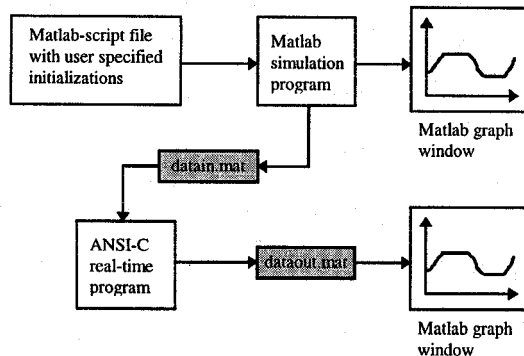 Matlab-script file
with user specified
initializations
Matlab
simulation
program
Matlab graph
window
datain.mat
ANSI-C
real-time
program
dataout.mat
Matlab graph
window